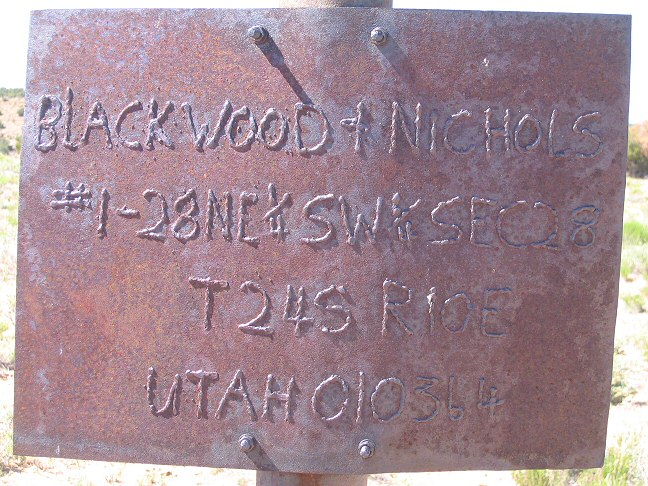 BLACKWOOD & NICHOLS
#1-28NE¼SW¼SEC28
T24S R10E
UTAH 010364